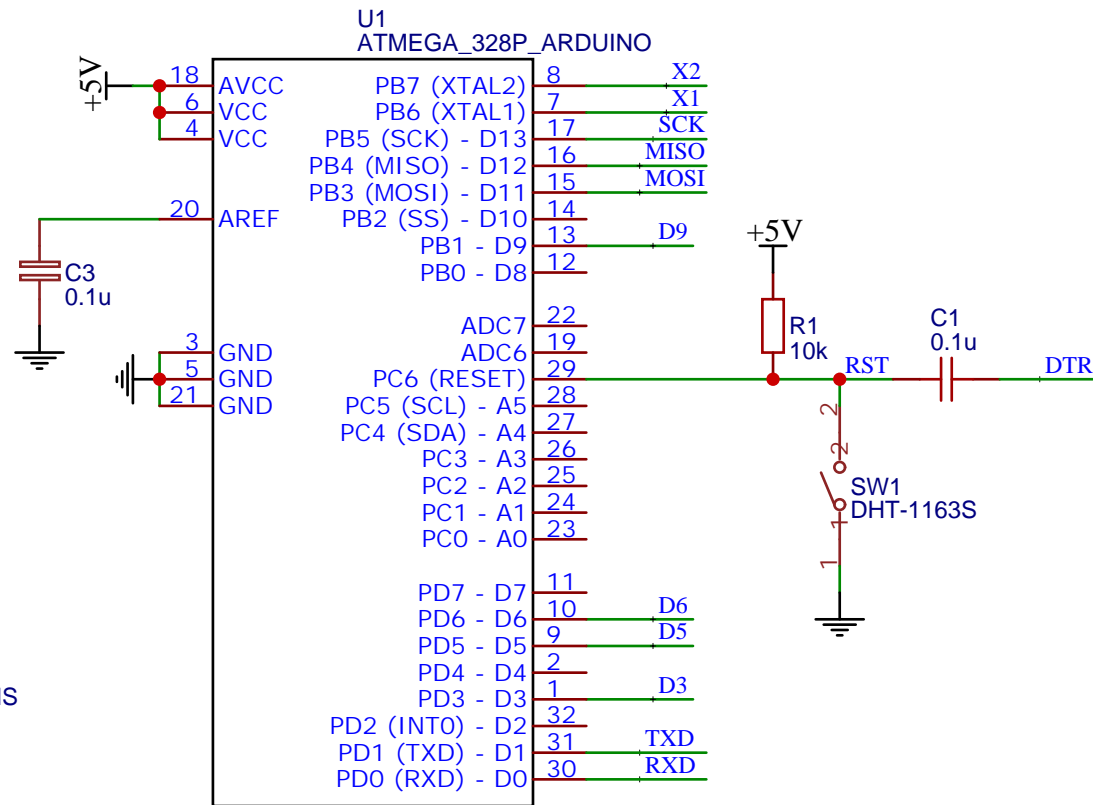 U1
ATMEGA_328P_ARDUINO
+5V
18 AVCC
6 VCC
4 VCC
20 AREF
C3
0.1u
3 GND
5 GND
21 GND
PB7 (XTAL2) 8 X2
PB6 (XTAL1) 7 X1
PB5 (SCK) - D13 17 SCK
PB4 (MISO) - D12 16 MISO
PB3 (MOSI) - D11 15 MOSI
PB2 (SS) - D10 14
PB1 - D9 13 D9
PB0 - D8 12
ADC7 22
ADC6 19
PC6 (RESET) 29
PC5 (SCL) - A5 28
PC4 (SDA) - A4 27
PC3 - A3 26
PC2 - A2 25
PC1 - A1 24
PC0 - A0 23
PD7 - D7 11
PD6 - D6 10 D6
PD5 - D5 9 D5
PD4 - D4 2
PD3 - D3 1 D3
PD2 (INT0) - D2 32
PD1 (TXD) - D1 31 TXD
PD0 (RXD) - D0 30 RXD
+5V
R1
10k
RST
C1
0.1u
DTR
2
2
SW1
DHT-1163S
1
1